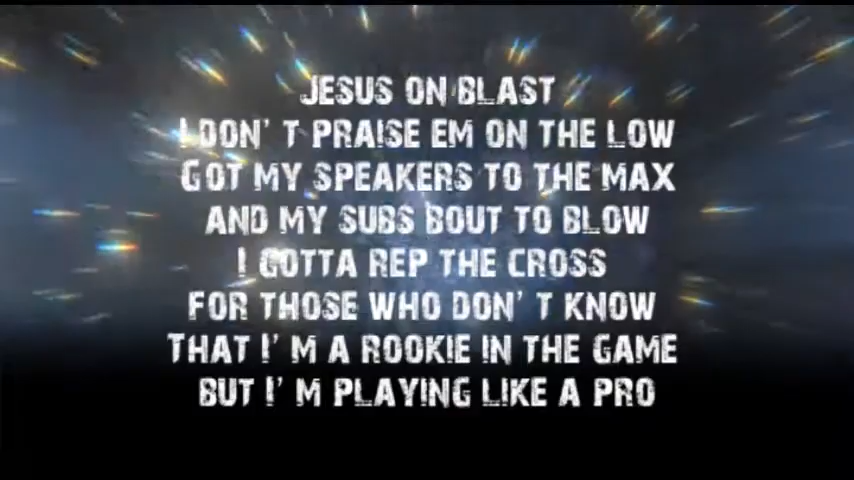 JESUS ON BLAST
I DON' T PRAISE EM ON THE LOW
GOT MY SPEAKERS TO THE MAX
AND MY SUBS BOUT TO BLOW
I GOTTA REP THE CROSS
FOR THOSE WHO DON' T KNOW
THAT I' M A ROOKIE IN THE GAME
BUT I' M PLAYING LIKE A PRO